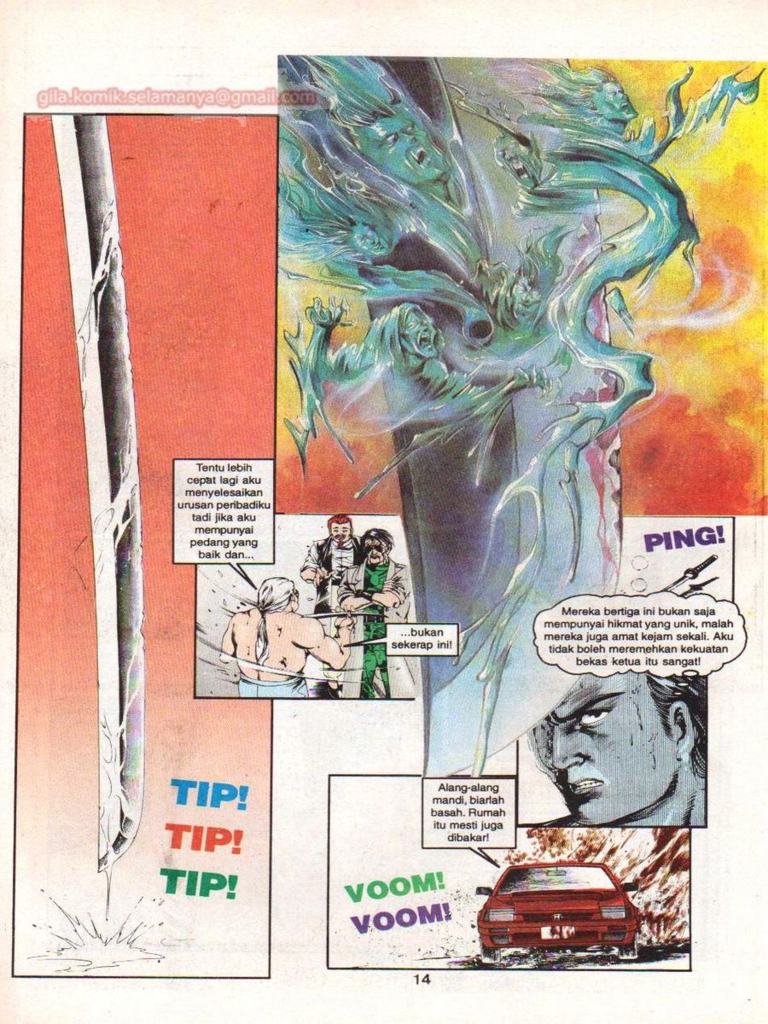 gila.komik.selamanya@gmail.com
Tentu lebih
cepat lagi aku
menyelesaikan
urusan peribadiku
tadi jika aku
mempunyai
pedang yang
baik dan...
...bukan
sekerap ini!
PING!
Mereka bertiga ini bukan saja
mempunyai hikmat yang unik, malah
mereka juga amat kejam sekali. Aku
tidak boleh meremehkan kekuatan
bekas ketua itu sangat!
TIP!
TIP!
TIP!
Alang-alang
mandi, biarlah
basah. Rumah
itu mesti juga
dibakar!
VOOM!
VOOM!
14